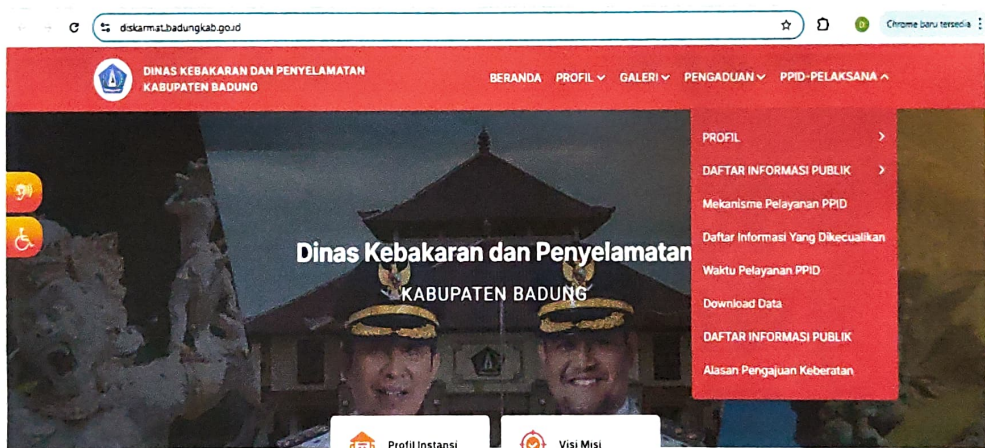 diskarmat.badungkab.go.id
Chrome baru tersedia
DINAS KEBAKARAN DAN PENYELAMATAN
KABUPATEN BADUNG
BERANDA PROFIL GALERI PENGADUAN PPID-PELAKSANA
PROFIL
DAFTAR INFORMASI PUBLIK
Mekanisme Pelayanan PPID
Daftar Informasi Yang Dikecualikan
Waktu Pelayanan PPID
Download Data
DAFTAR INFORMASI PUBLIK
Alasan Pengajuan Keberatan
Dinas Kebakaran dan Penyelamatan
KABUPATEN BADUNG
Profil Instansi
Visi Misi